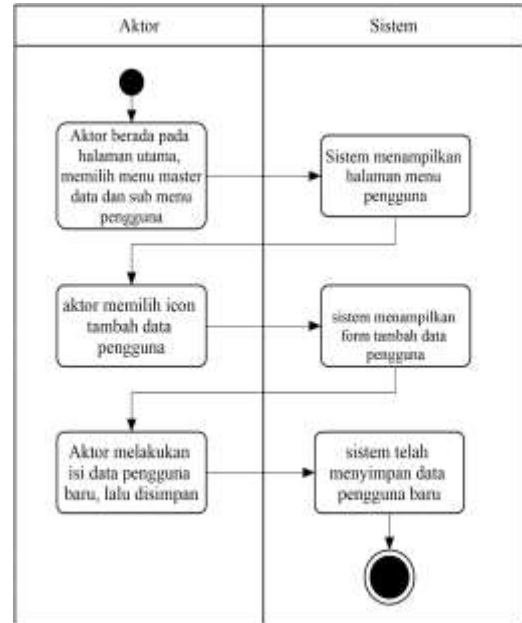 Aktor
Sistem
Aktor berada pada
halaman utama,
memilih menu master
data dan sub menu
pengguna
Sistem menampilkan
halaman menu
pengguna
aktor memilih icon
tambah data
pengguna
sistem menampilkan
form tambah data
pengguna
Aktor melakukan
isi data pengguna
baru, lalu disimpan
sistem telah
menyimpan data
pengguna baru